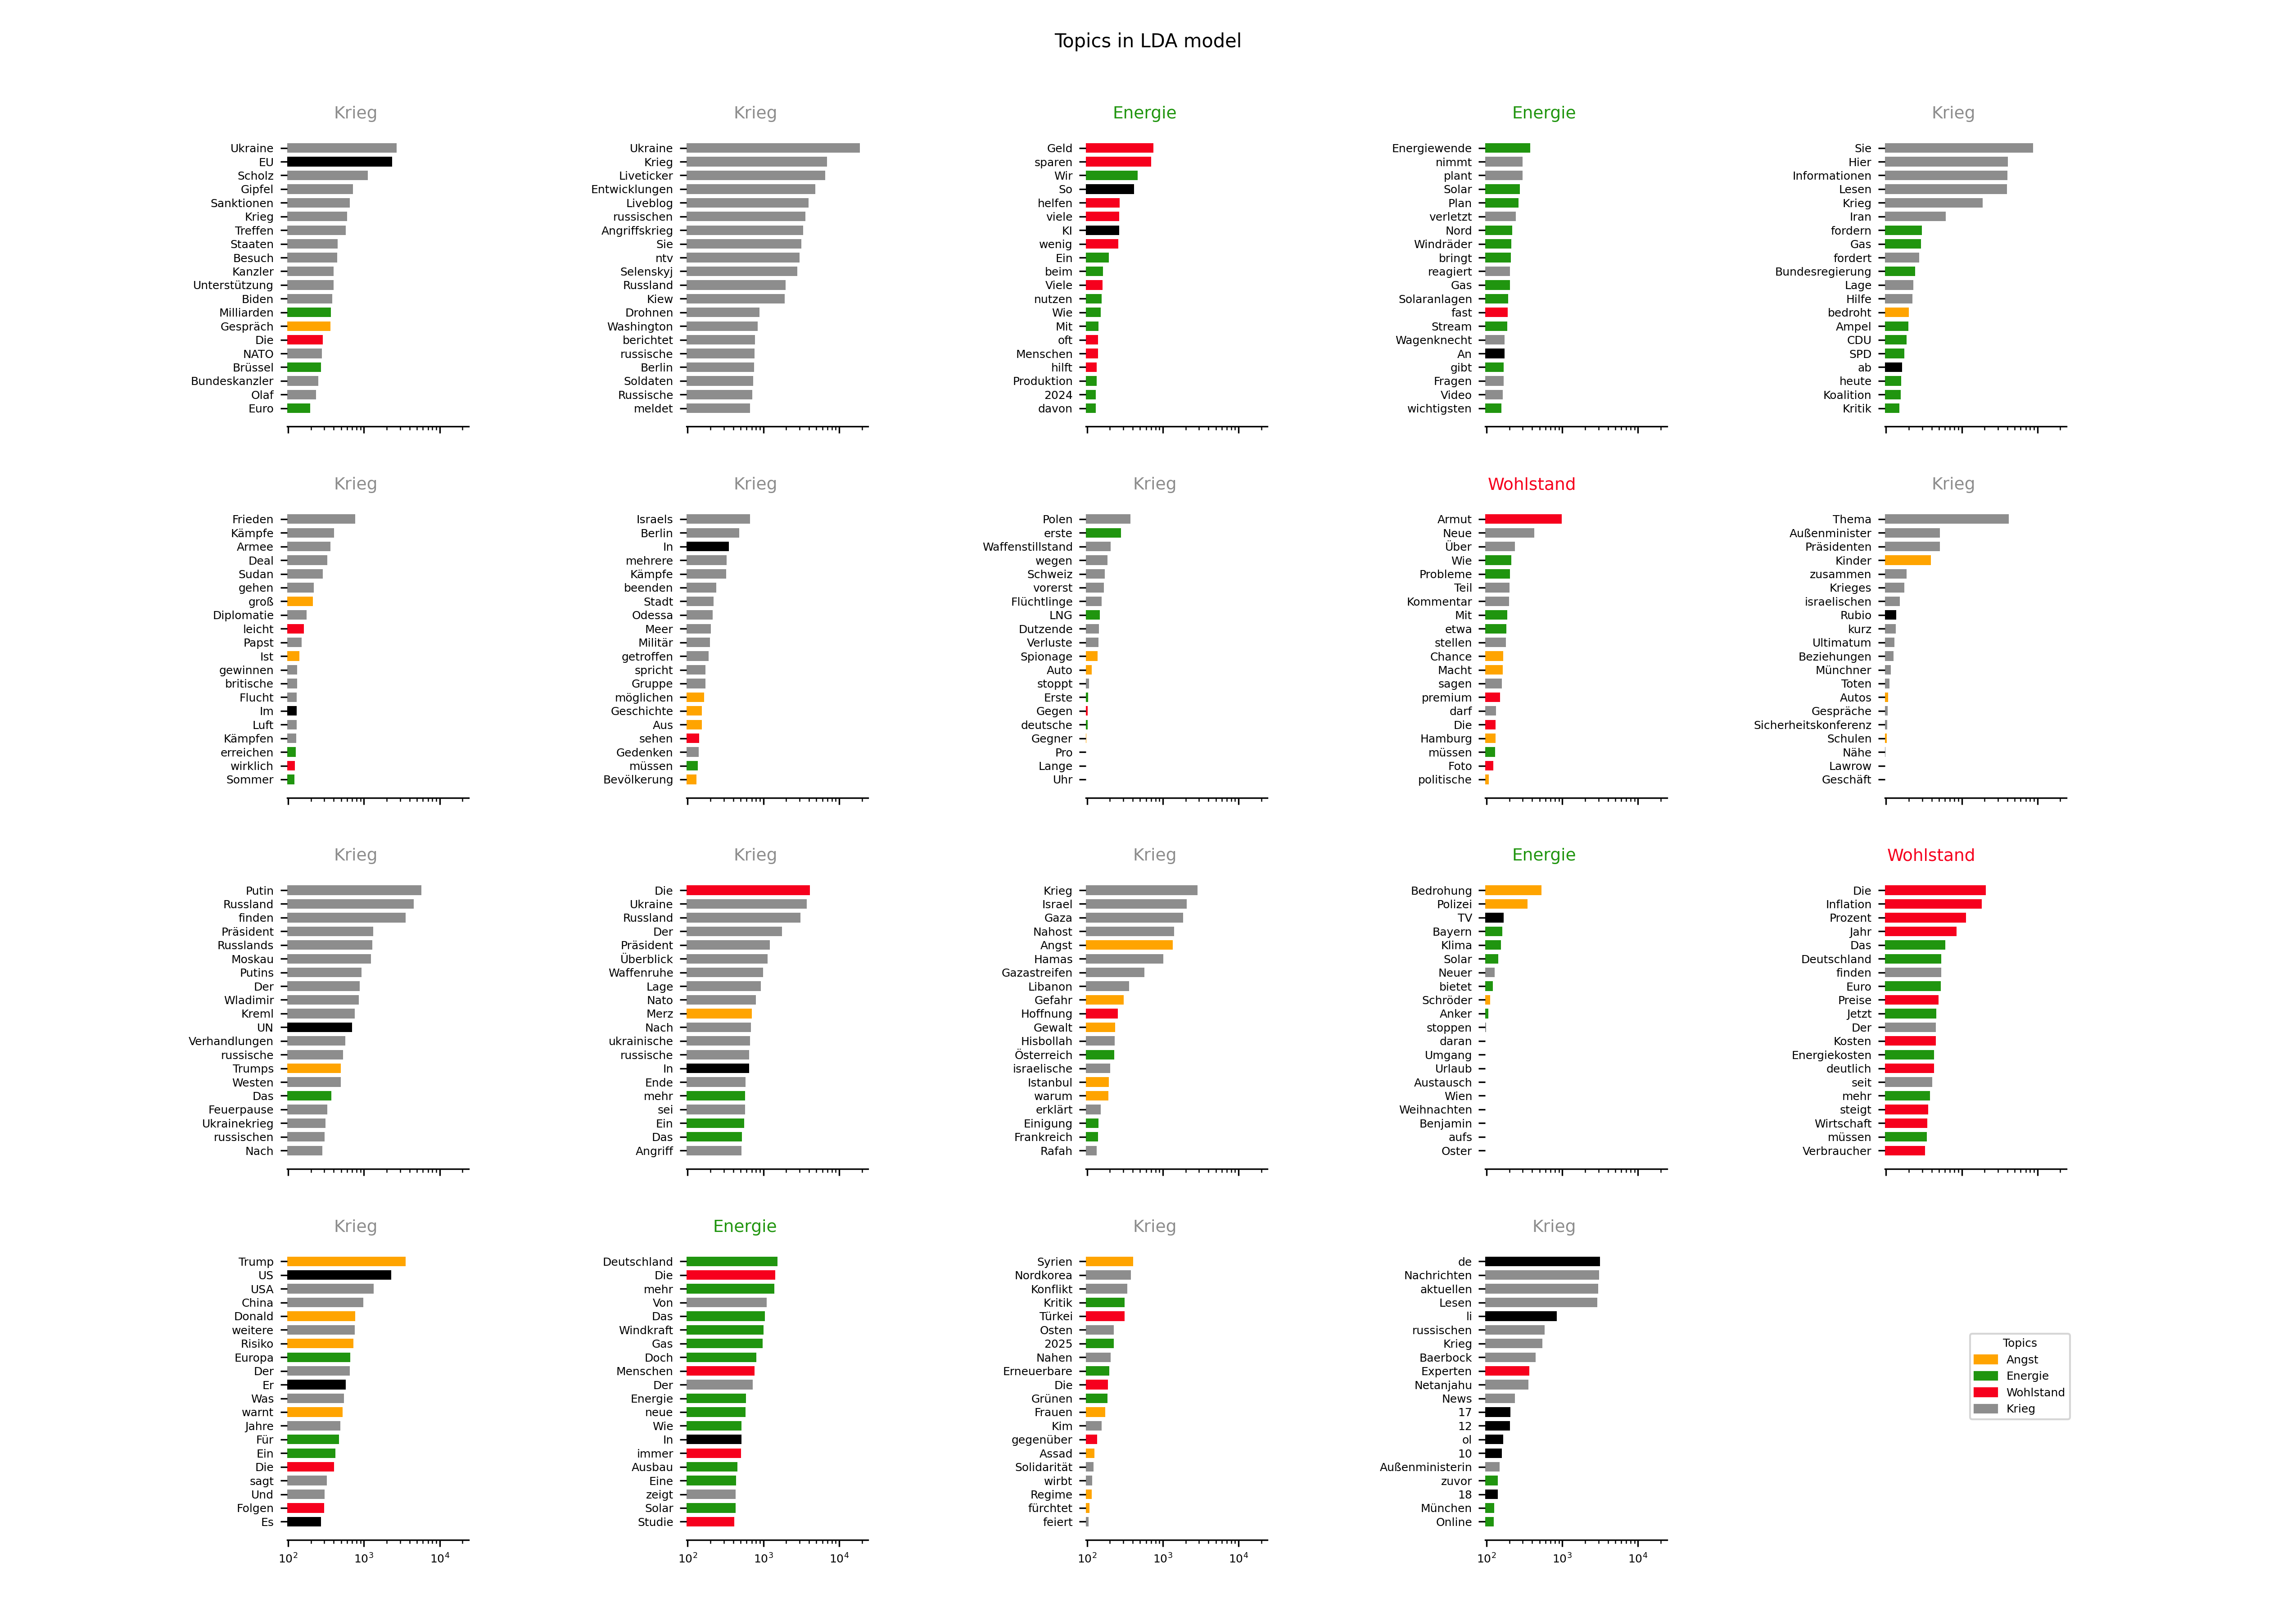 Topics in LDA model
Krieg
Ukraine
EU
Scholz
Gipfel
Sanktionen
Krieg
Treffen
Staaten
Besuch
Kanzler
Unterstützung
Biden
Milliarden
Gespräch
Die
NATO
Brüssel
Bundeskanzler
Olaf
Euro
Krieg
Ukraine
Krieg
Liveticker
Entwicklungen
Liveblog
russischen
Angriffskrieg
Sie
ntv
Selenskyj
Russland
Kiew
Drohnen
Washington
berichtet
russische
Berlin
Soldaten
Russische
meldet
Energie
Geld
sparen
Wir
So
helfen
viele
KI
wenig
Ein
beim
Viele
nutzen
Wie
Mit
oft
Menschen
hilft
Produktion
2024
davon
Energie
Energiewende
nimmt
plant
Solar
Plan
verletzt
Nord
Windräder
bringt
reagiert
Gas
Solaranlagen
fast
Stream
Wagenknecht
An
gibt
Fragen
Video
wichtigsten
Krieg
Sie
Hier
Informationen
Lesen
Krieg
Iran
fordern
Gas
fordert
Bundesregierung
Lage
Hilfe
bedroht
Ampel
CDU
SPD
ab
heute
Koalition
Kritik
Krieg
Frieden
Kämpfe
Armee
Deal
Sudan
gehen
groß
Diplomatie
leicht
Papst
Ist
gewinnen
britische
Flucht
Im
Luft
Kämpfen
erreichen
wirklich
Sommer
Krieg
Israels
Berlin
In
mehrere
Kämpfe
beenden
Stadt
Odessa
Meer
Militär
getroffen
spricht
Gruppe
möglichen
Geschichte
Aus
sehen
Gedenken
müssen
Bevölkerung
Krieg
Polen
erste
Waffenstillstand
wegen
Schweiz
vorerst
Flüchtlinge
LNG
Dutzende
Verluste
Spionage
Auto
stoppt
Erste
Gegen
deutsche
Gegner
Pro
Lange
Uhr
Wohlstand
Armut
Neue
Über
Wie
Probleme
Teil
Kommentar
Mit
etwa
stellen
Chance
Macht
sagen
premium
darf
Die
Hamburg
müssen
Foto
politische
Krieg
Thema
Außenminister
Präsidenten
Kinder
zusammen
Krieges
israelischen
Rubio
kurz
Ultimatum
Beziehungen
Münchner
Toten
Autos
Gespräche
Sicherheitskonferenz
Schulen
Nähe
Lawrow
Geschäft
Krieg
Putin
Russland
finden
Präsident
Russlands
Moskau
Putins
Der
Wladimir
Kreml
UN
Verhandlungen
russische
Trumps
Westen
Das
Feuerpause
Ukrainekrieg
russischen
Nach
Krieg
Die
Ukraine
Russland
Der
Präsident
Überblick
Waffenruhe
Lage
Nato
Merz
Nach
ukrainische
russische
In
Ende
mehr
sei
Ein
Das
Angriff
Krieg
Krieg
Israel
Gaza
Nahost
Angst
Hamas
Gazastreifen
Libanon
Gefahr
Hoffnung
Gewalt
Hisbollah
Österreich
israelische
Istanbul
warum
erklärt
Einigung
Frankreich
Rafah
Energie
Bedrohung
Polizei
TV
Bayern
Klima
Solar
Neuer
bietet
Schröder
Anker
stoppen
daran
Umgang
Urlaub
Austausch
Wien
Weihnachten
Benjamin
aufs
Oster
Wohlstand
Die
Inflation
Prozent
Jahr
Das
Deutschland
finden
Euro
Preise
Jetzt
Der
Kosten
Energiekosten
deutlich
seit
mehr
steigt
Wirtschaft
müssen
Verbraucher
Krieg
Trump
US
USA
China
Donald
weitere
Risiko
Europa
Der
Er
Was
warnt
Jahre
Für
Ein
Die
sagt
Und
Folgen
Es
10² 10³ 10⁴
Energie
Deutschland
Die
mehr
Von
Das
Windkraft
Gas
Doch
Menschen
Der
Energie
neue
Wie
In
immer
Ausbau
Eine
zeigt
Solar
Studie
10² 10³ 10⁴
Krieg
Syrien
Nordkorea
Konflikt
Kritik
Türkei
Osten
2025
Nahen
Erneuerbare
Die
Grünen
Frauen
Kim
gegenüber
Assad
Solidarität
wirbt
Regime
fürchtet
feiert
10² 10³ 10⁴
Krieg
de
Nachrichten
aktuellen
Lesen
li
russischen
Krieg
Baerbock
Experten
Netanjahu
News
17
12
ol
10
Außenministerin
zuvor
18
München
Online
10² 10³ 10⁴
Topics
Angst
Energie
Wohlstand
Krieg